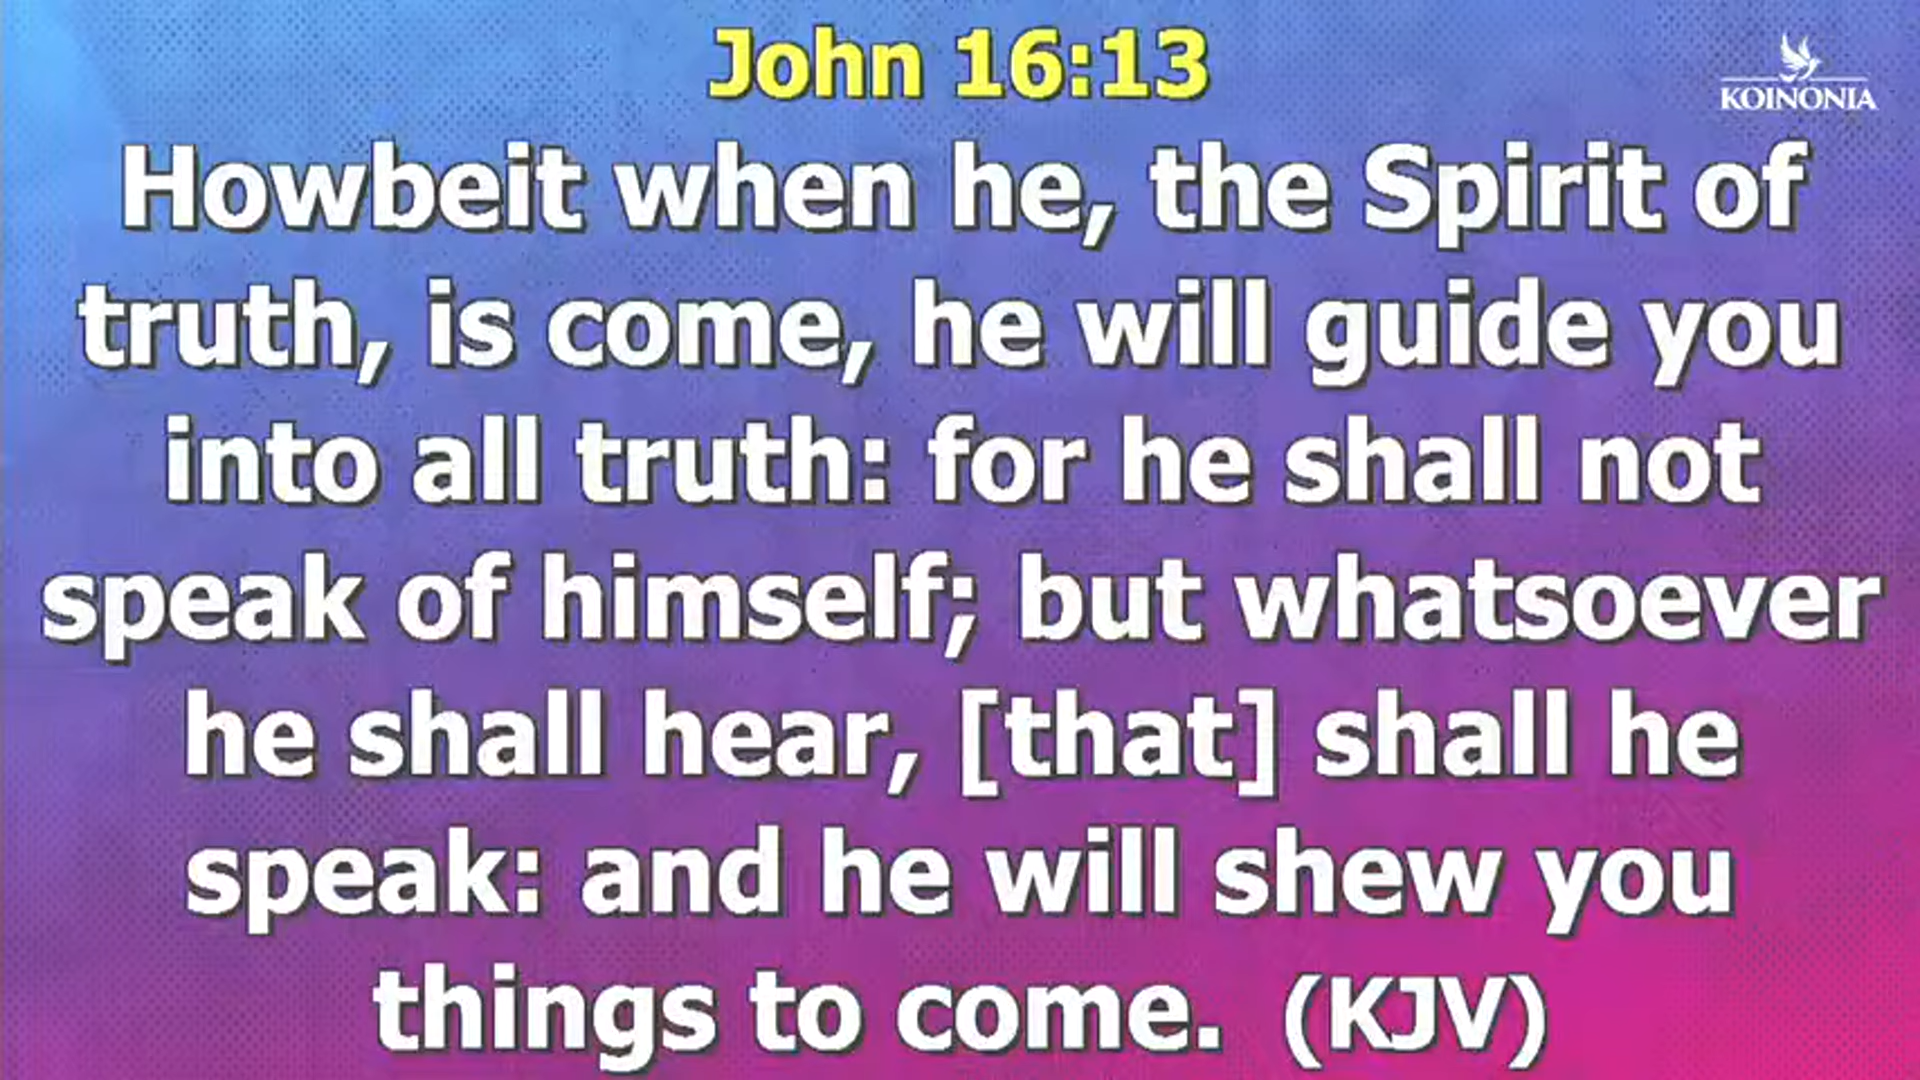 John 16:13
KOINONIA
Howbeit when he, the Spirit of
truth, is come, he will guide you
into all truth: for he shall not
speak of himself; but whatsoever
he shall hear, [that] shall he
speak: and he will shew you
things to come. (KJV)